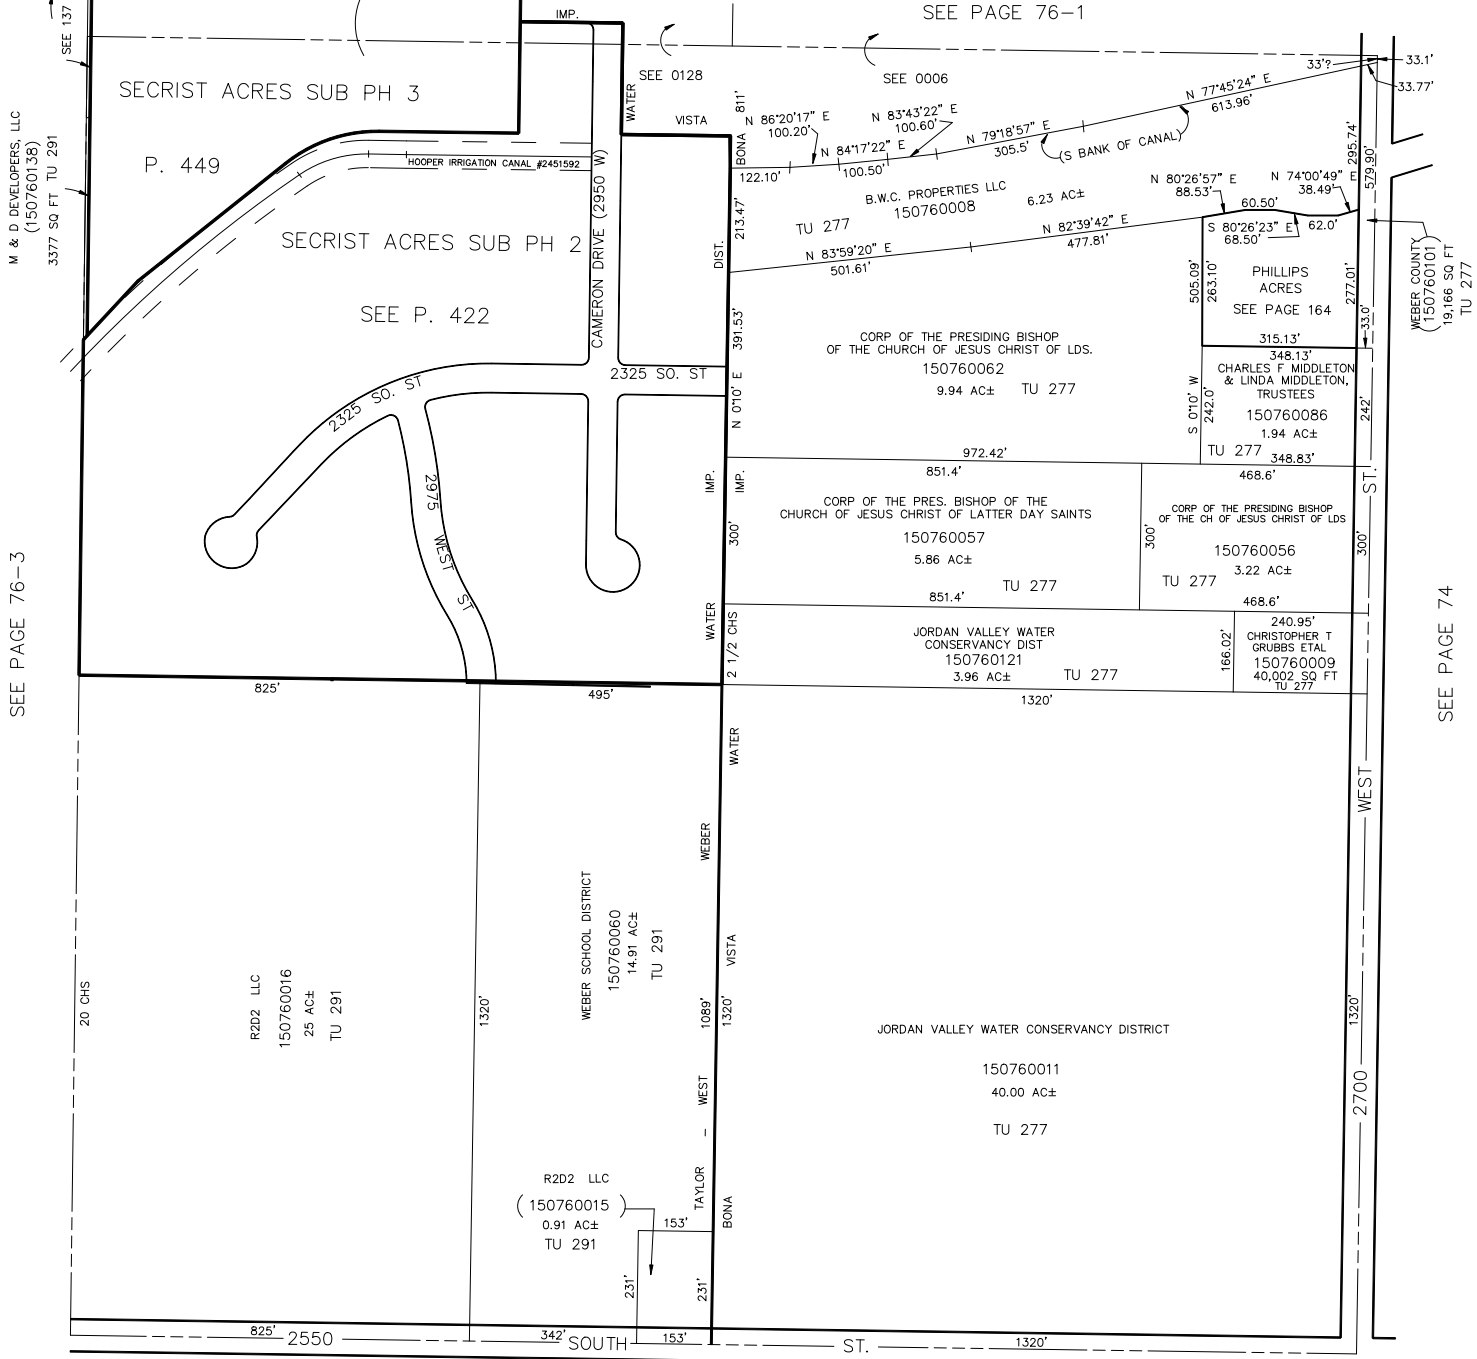 SEE PAGE 76-1
SEE 137
IMP.
SEE 0128
SEE 0006
33'?
33.1'
33.77'
SECRIST ACRES SUB PH 3
P. 449
M & D DEVELOPERS, LLC
(150760138)
3377 SQ FT TU 291
WATER
VISTA
BONA 811'
N 86°20'17" E
100.20'
N 83°43'22" E
100.60'
N 77°45'24" E
613.96'
N 84°17'22" E
100.50'
N 79°18'57" E
305.5'
(S BANK OF CANAL)
122.10'
295.74'
579.90'
HOOPER IRRIGATION CANAL #2451592
CAMERON DRIVE (2950 W)
B.W.C. PROPERTIES LLC
150760008
6.23 AC±
TU 277
213.47'
DIST.
N 80°26'57" E
88.53'
N 74°00'49" E
38.49'
60.50'
S 80°26'23" E
68.50'
62.0'
N 83°59'20" E
501.61'
N 82°39'42" E
477.81'
SECRIST ACRES SUB PH 2
SEE P. 422
505.09'
263.10'
PHILLIPS
ACRES
SEE PAGE 164
277.01'
33.0'
315.13'
WEBER COUNTY
(150760101)
19,166 SQ FT
TU 277
391.53'
N 0°10' E
CORP OF THE PRESIDING BISHOP
OF THE CHURCH OF JESUS CHRIST OF LDS.
150760062
9.94 AC± TU 277
348.13'
CHARLES F MIDDLETON
& LINDA MIDDLETON,
TRUSTEES
150760086
1.94 AC±
TU 277
348.83'
S 0°10' W
242.0'
242'
2325 SO. ST
2325 SO. ST
2975 WEST ST
972.42'
851.4'
468.6'
IMP.
IMP.
ST.
CORP OF THE PRES. BISHOP OF THE
CHURCH OF JESUS CHRIST OF LATTER DAY SAINTS
150760057
5.86 AC±
TU 277
300'
300'
300'
851.4'
CORP OF THE PRESIDING BISHOP
OF THE CH OF JESUS CHRIST OF LDS
150760056
3.22 AC±
TU 277
468.6'
SEE PAGE 76-3
SEE PAGE 74
WATER
2 1/2 CHS
JORDAN VALLEY WATER
CONSERVANCY DIST
150760121
3.96 AC±
TU 277
166.02'
240.95'
CHRISTOPHER T
GRUBBS ETAL
150760009
40,002 SQ FT
TU 277
825'
495'
1320'
WATER
WEST
WEBER
VISTA
WEBER SCHOOL DISTRICT
150760060
14.91 AC±
TU 291
20 CHS
R2D2 LLC
150760016
25 AC±
TU 291
1320'
1089'
1320'
1320'
JORDAN VALLEY WATER CONSERVANCY DISTRICT
150760011
40.00 AC±
TU 277
2700
WEST
-
TAYLOR
BONA
R2D2 LLC
(150760015)
0.91 AC±
TU 291
153'
231'
231'
825'
2550
342'
SOUTH
153'
ST.
1320'